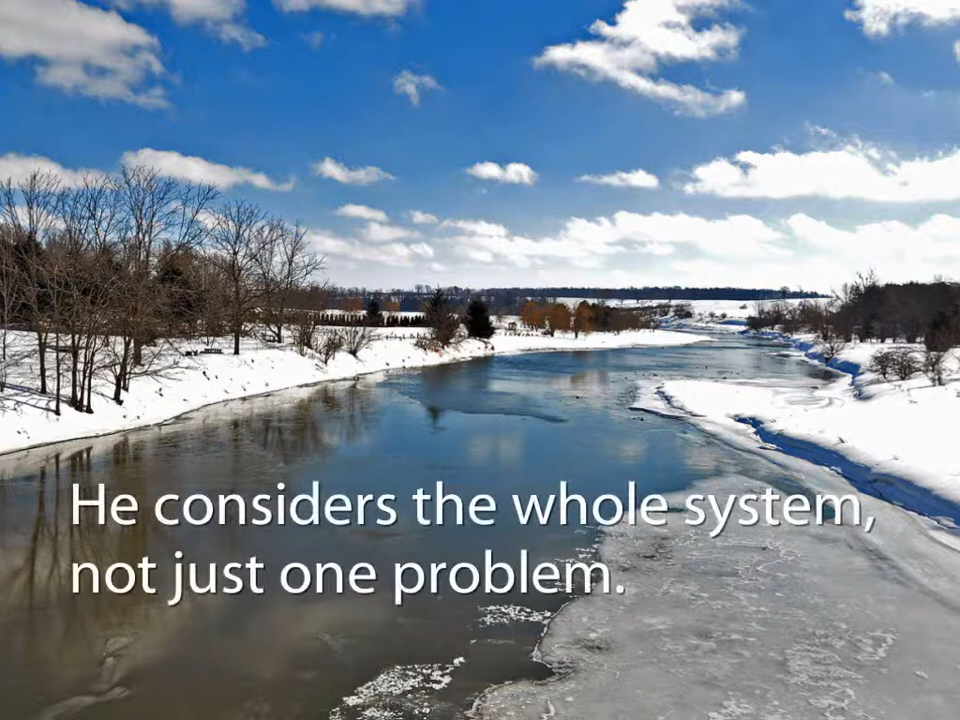 He considers the whole system,
not just one problem.